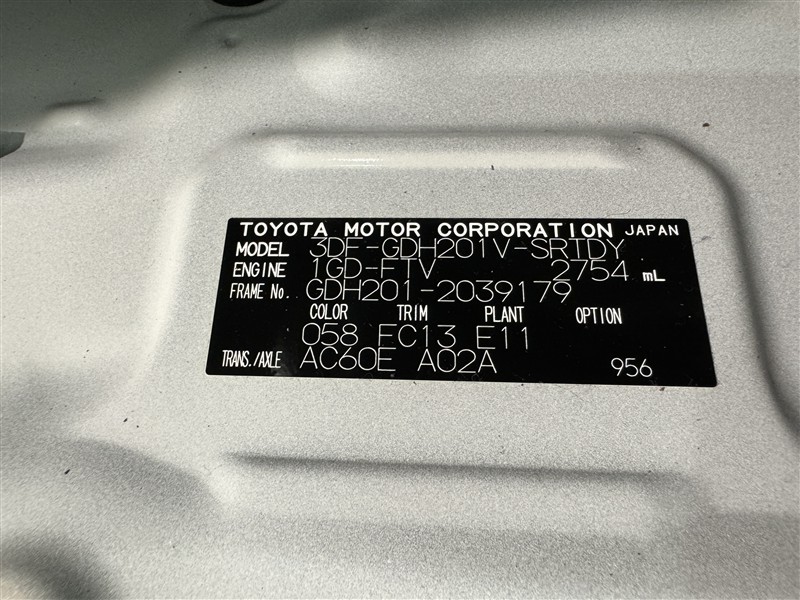 TOYOTA MOTOR CORPORATION JAPAN
MODEL 3DF-GDH201V-SRTDY
ENGINE 1GD-FTV 2754 mL
FRAME No. GDH201-2039179
COLOR TRIM PLANT OPTION
058 FC13 E11
TRANS./AXLE AC60E A02A 956